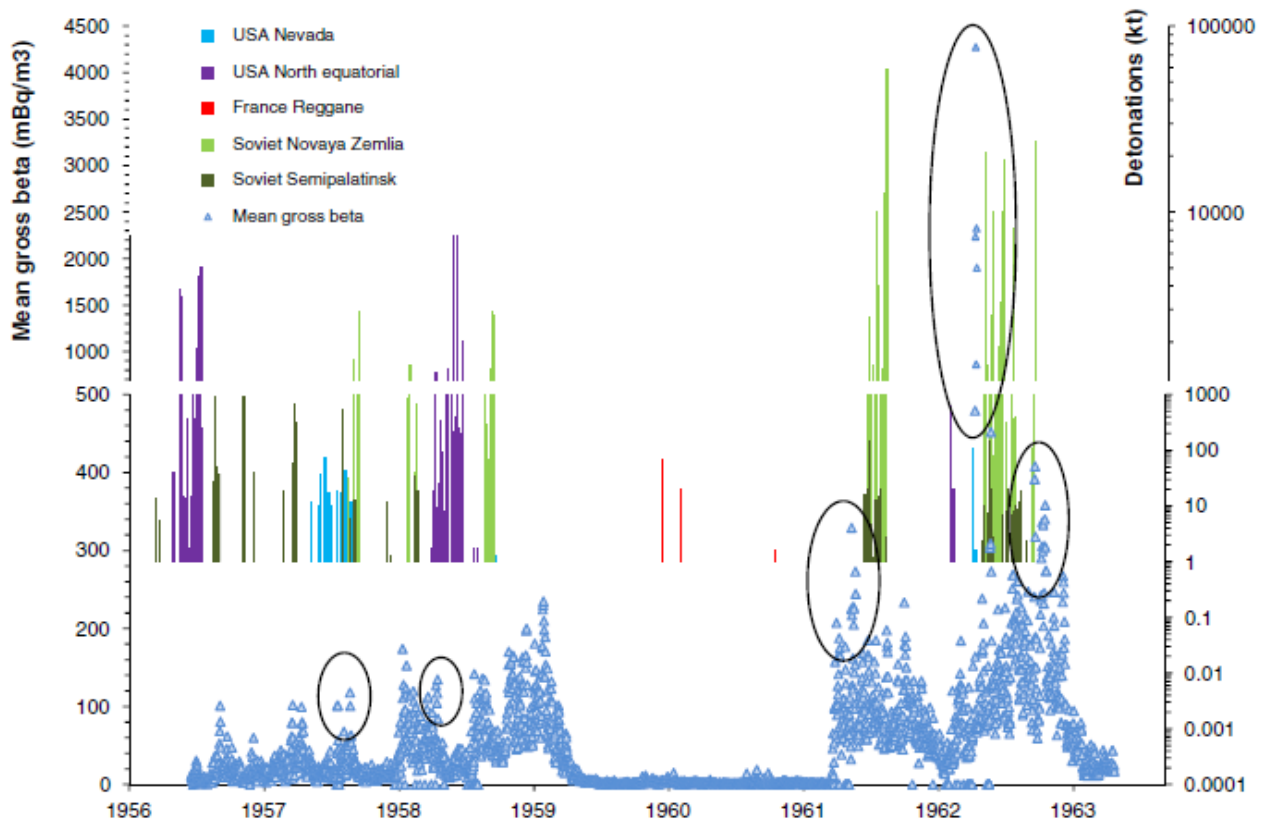 Mean gross beta (mBq/m3)
4500
4000
3500
3000
2500
2000
1500
1000
500
400
300
200
100
0
USA Nevada
USA North equatorial
France Reggane
Soviet Novaya Zemlia
Soviet Semipalatinsk
Mean gross beta
Detonations (kt)
100000
10000
1000
100
10
1
0.1
0.01
0.001
0.0001
1956 1957 1958 1959 1960 1961 1962 1963